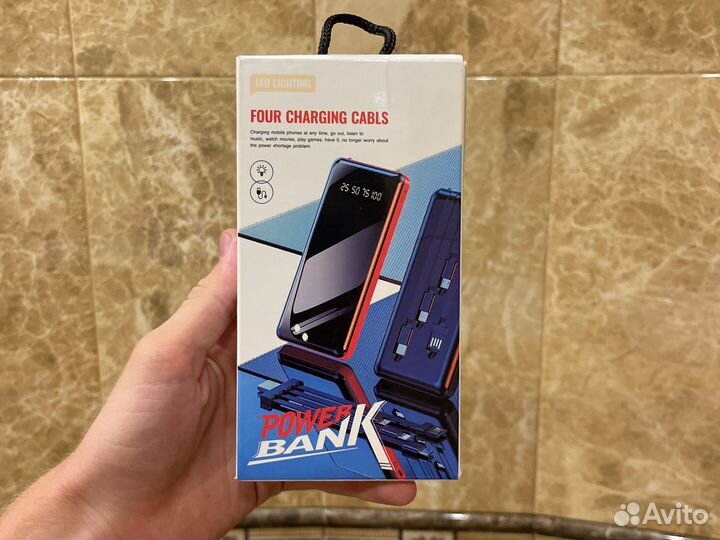 LED LIGHTING
FOUR CHARGING CABLS
Charging mobile phones at any time, go out, listen to
music, watch movies, play games, have it, no longer worry about
the power shortage problem.
25 50 75 100
POWER
BANK
Avito